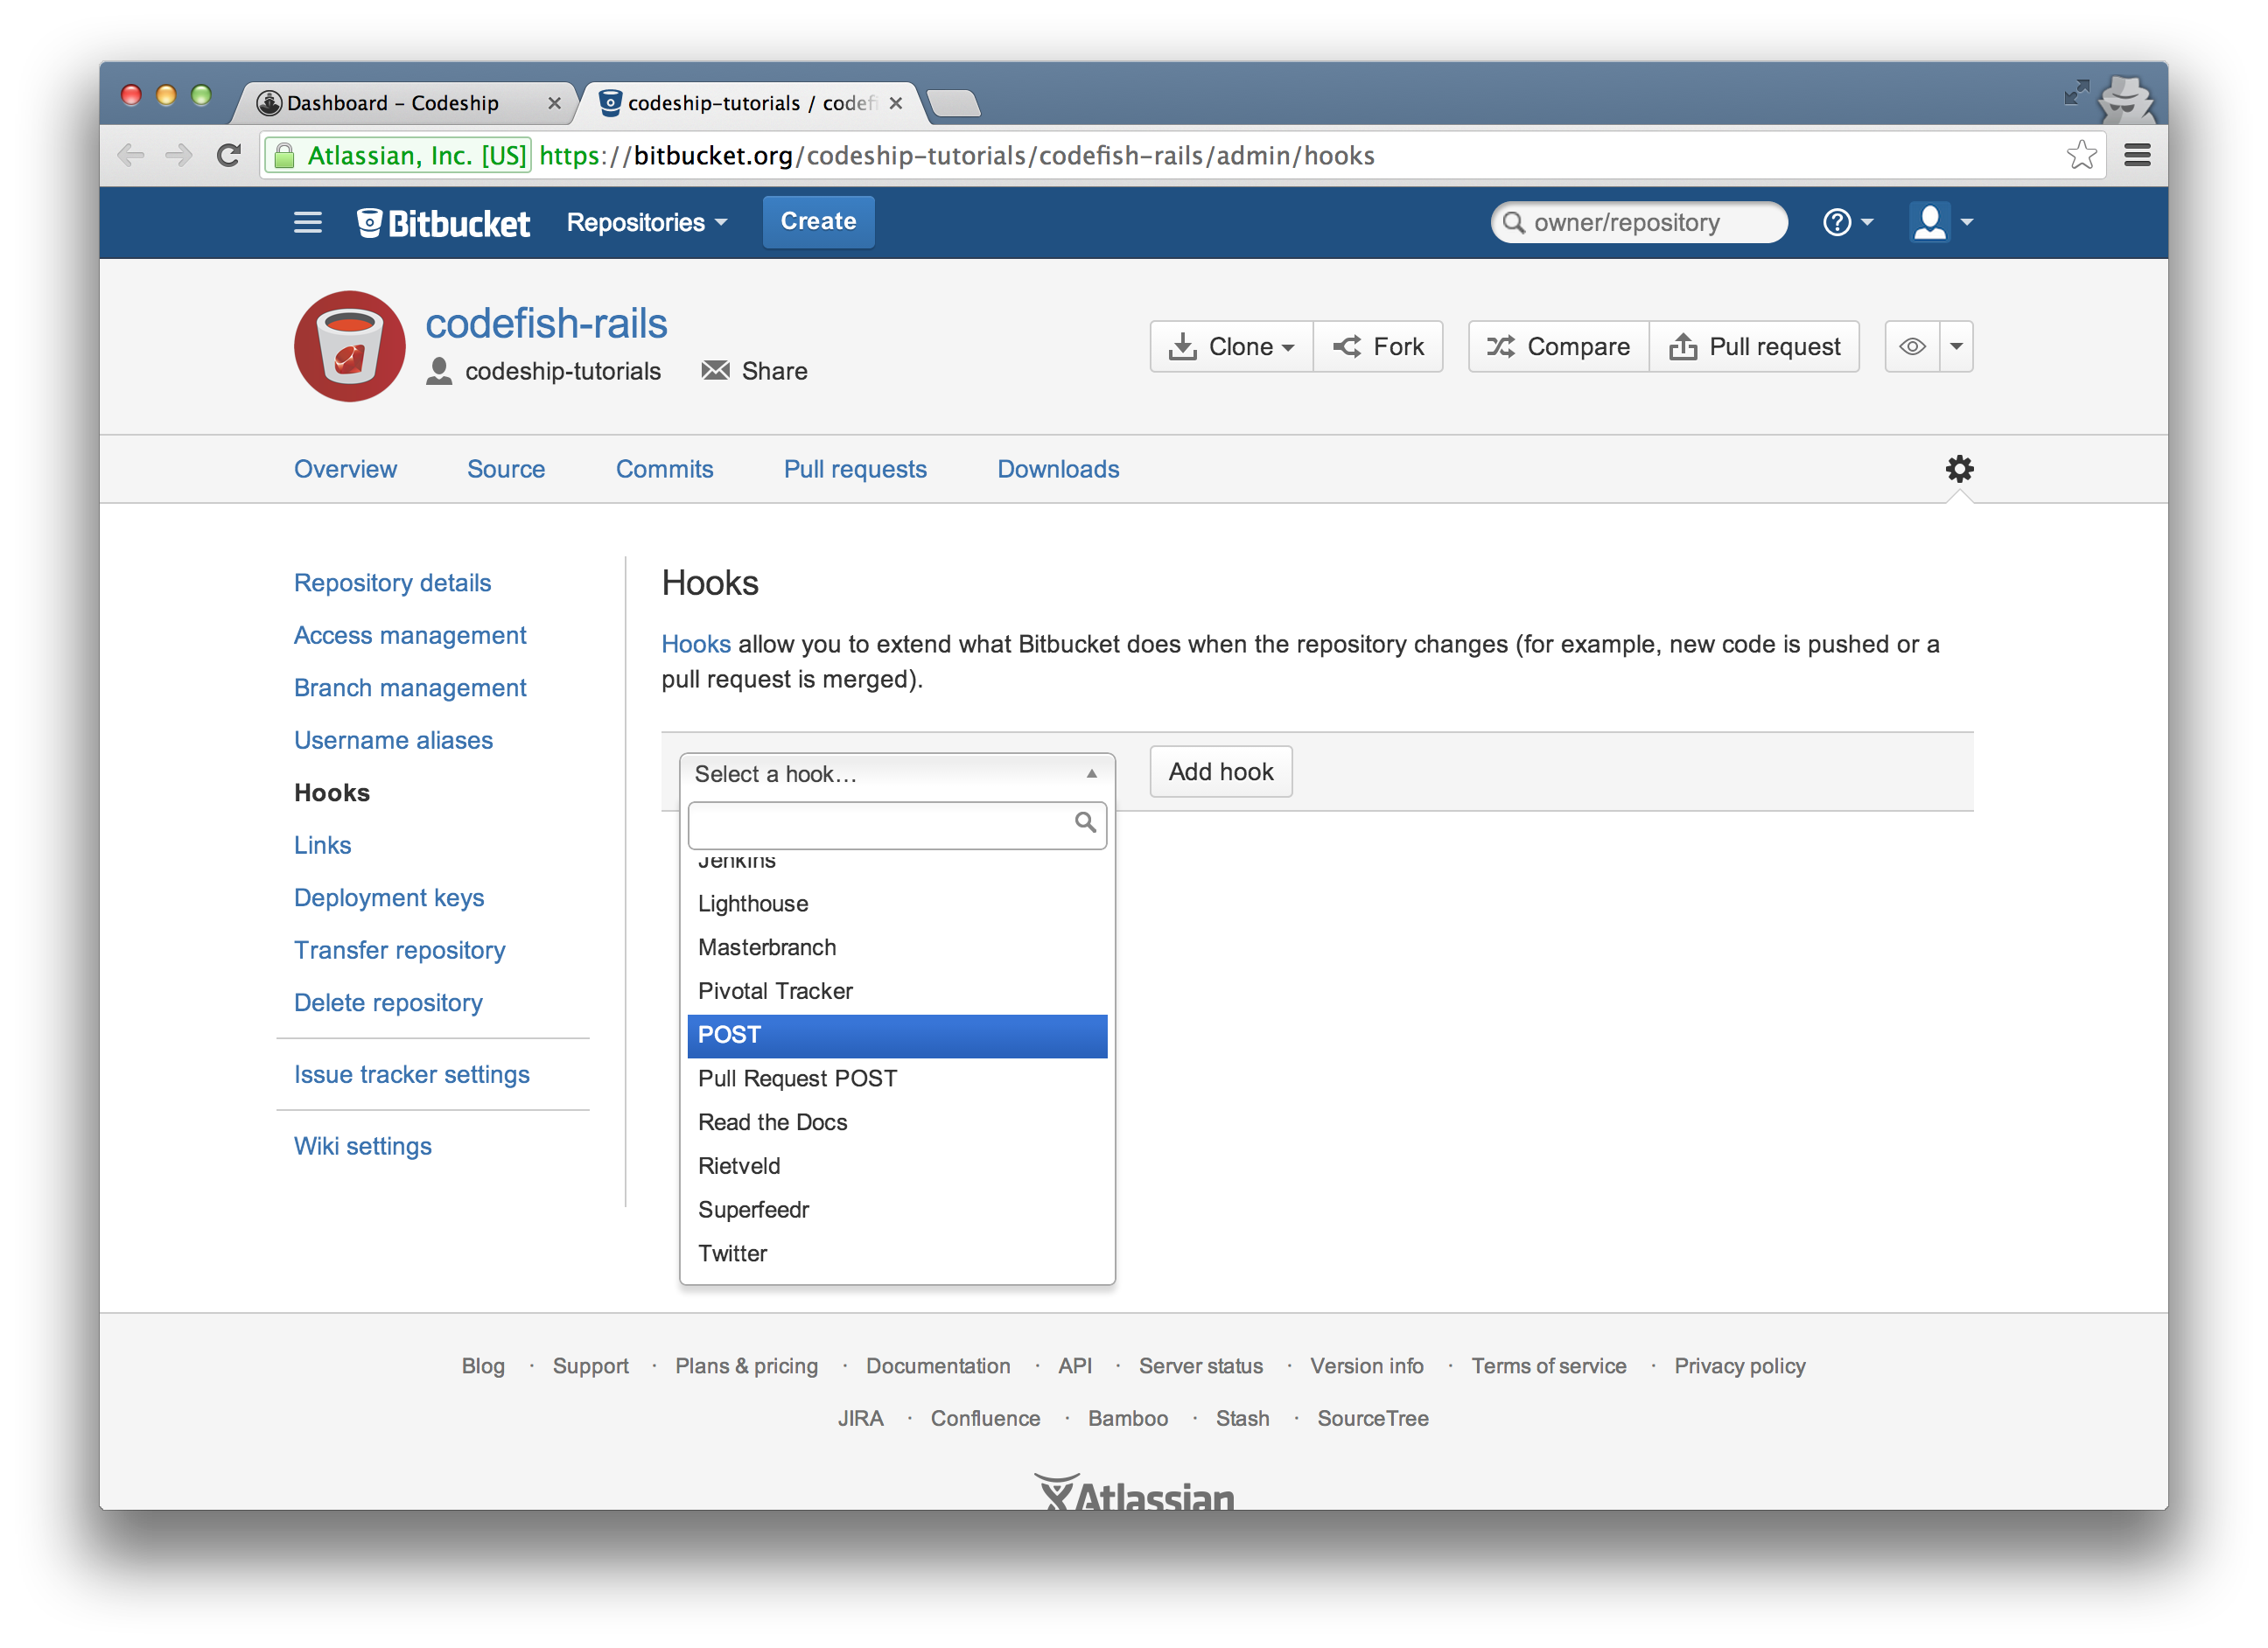 Dashboard – Codeship
codeship-tutorials / codefi
Atlassian, Inc. [US] https://bitbucket.org/codeship-tutorials/codefish-rails/admin/hooks
Bitbucket Repositories Create owner/repository
codefish-rails
codeship-tutorials Share
Clone Fork Compare Pull request
Overview Source Commits Pull requests Downloads
Repository details
Access management
Branch management
Username aliases
Hooks
Links
Deployment keys
Transfer repository
Delete repository
Issue tracker settings
Wiki settings
Hooks
Hooks allow you to extend what Bitbucket does when the repository changes (for example, new code is pushed or a
pull request is merged).
Select a hook… Add hook
Jenkins
Lighthouse
Masterbranch
Pivotal Tracker
POST
Pull Request POST
Read the Docs
Rietveld
Superfeedr
Twitter
Blog · Support · Plans & pricing · Documentation · API · Server status · Version info · Terms of service · Privacy policy
JIRA · Confluence · Bamboo · Stash · SourceTree
Atlassian